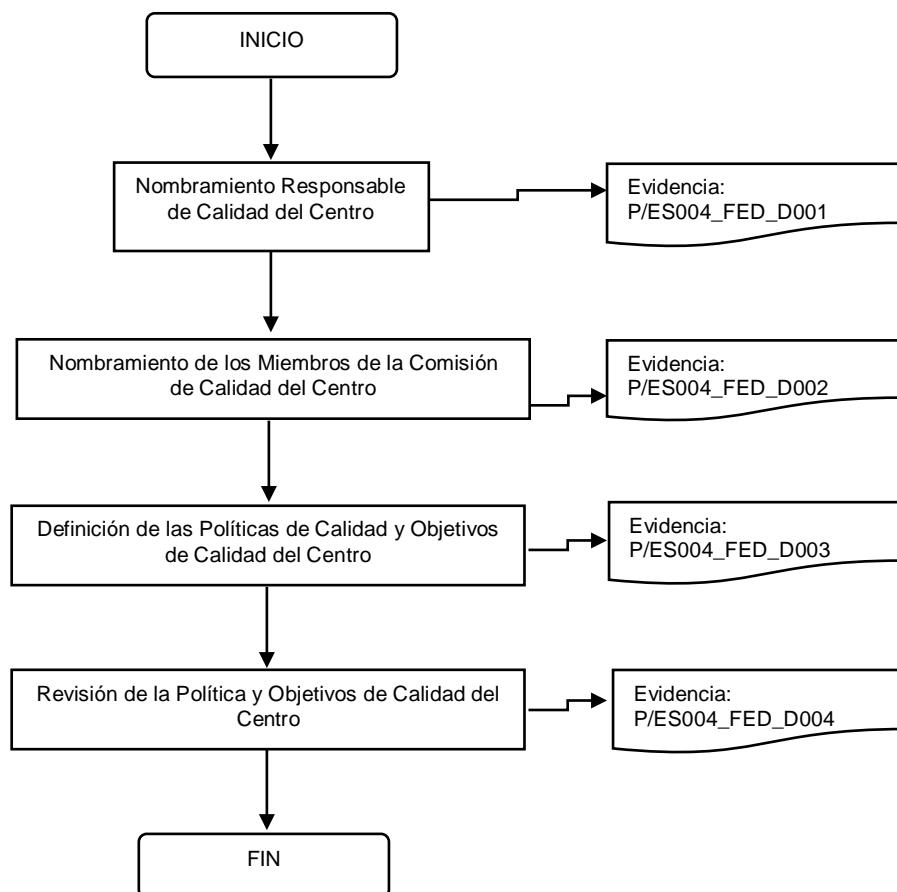 INICIO
Nombramiento Responsable
de Calidad del Centro
Evidencia:
P/ES004_FED_D001
Nombramiento de los Miembros de la Comisión
de Calidad del Centro
Evidencia:
P/ES004_FED_D002
Definición de las Políticas de Calidad y Objetivos
de Calidad del Centro
Evidencia:
P/ES004_FED_D003
Revisión de la Política y Objetivos de Calidad del
Centro
Evidencia:
P/ES004_FED_D004
FIN